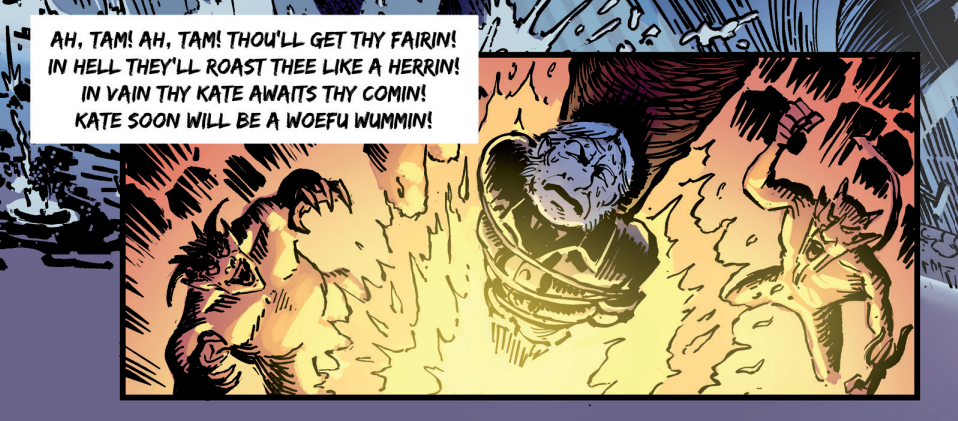 AH, TAM! AH, TAM! THOU'LL GET THY FAIRIN!
IN HELL THEY'LL ROAST THEE LIKE A HERRIN!
IN VAIN THY KATE AWAITS THY COMIN!
KATE SOON WILL BE A WOEFU WUMMIN!